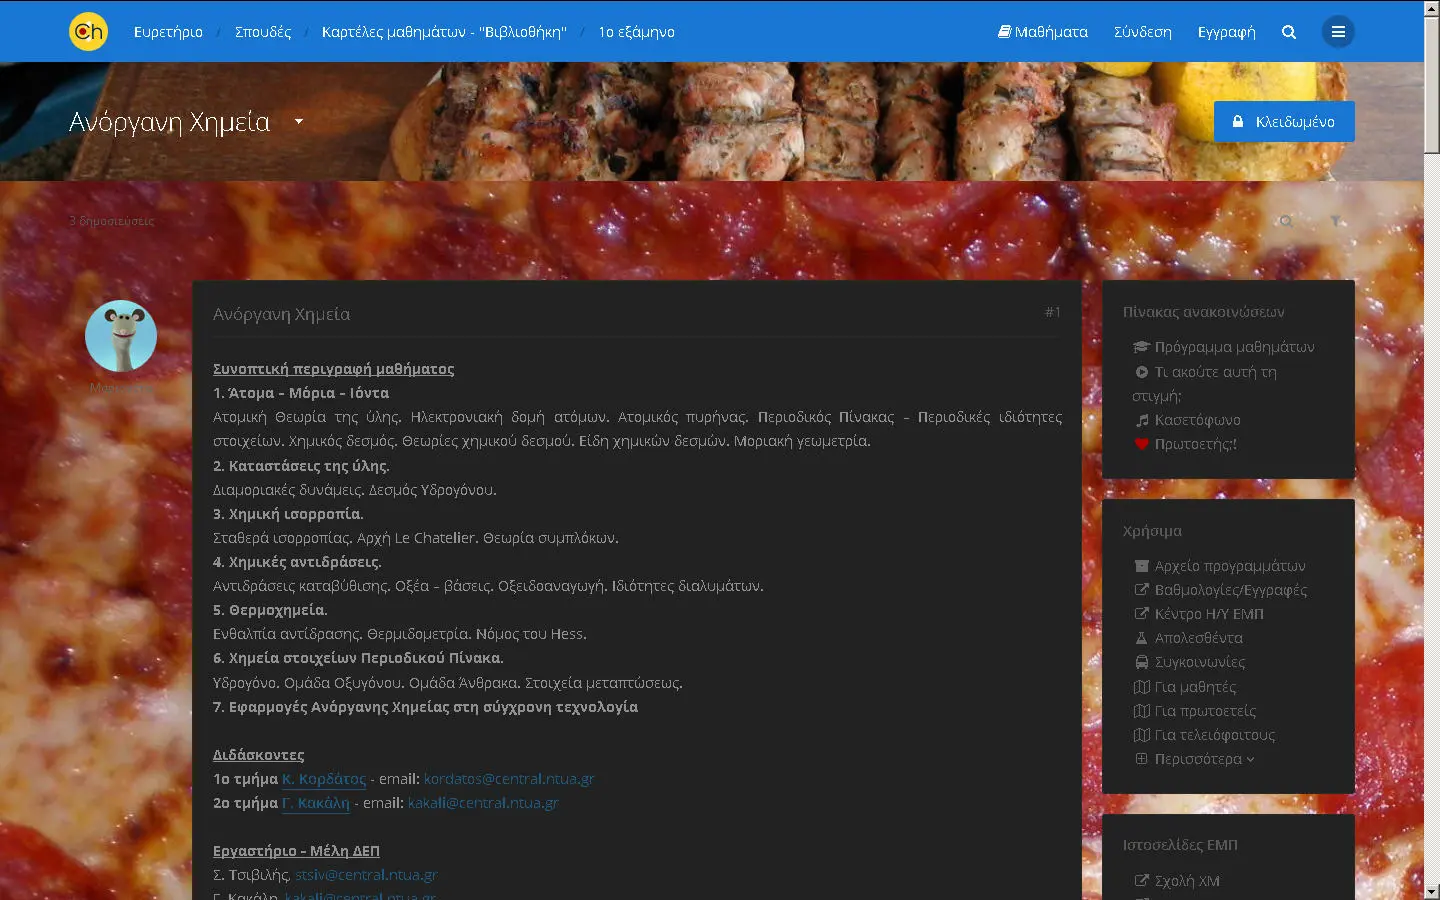 Ch
Ευρετήριο / Σπουδές / Καρτέλες μαθημάτων - "Βιβλιοθήκη" / 1ο εξάμηνο
Μαθήματα Σύνδεση Εγγραφή
Ανόργανη Χημεία
Κλειδωμένο
3 δημοσιεύσεις
Ανόργανη Χημεία #1
Συνοπτική περιγραφή μαθήματος
1. Άτομα – Μόρια – Ιόντα
Ατομική Θεωρία της ύλης. Ηλεκτρονιακή δομή ατόμων. Ατομικός πυρήνας. Περιοδικός Πίνακας – Περιοδικές ιδιότητες
στοιχείων. Χημικός δεσμός. Θεωρίες χημικού δεσμού. Είδη χημικών δεσμών. Μοριακή γεωμετρία.
2. Καταστάσεις της ύλης.
Διαμοριακές δυνάμεις. Δεσμός Υδρογόνου.
3. Χημική ισορροπία.
Σταθερά ισορροπίας. Αρχή Le Chatelier. Θεωρία συμπλόκων.
4. Χημικές αντιδράσεις.
Αντιδράσεις καταβύθισης. Οξέα – βάσεις. Οξειδοαναγωγή. Ιδιότητες διαλυμάτων.
5. Θερμοχημεία.
Ενθαλπία αντίδρασης. Θερμιδομετρία. Νόμος του Hess.
6. Χημεία στοιχείων Περιοδικού Πίνακα.
Υδρογόνο. Ομάδα Οξυγόνου. Ομάδα Άνθρακα. Στοιχεία μεταπτώσεως.
7. Εφαρμογές Ανόργανης Χημείας στη σύγχρονη τεχνολογία
Διδάσκοντες
1ο τμήμα Κ. Κορδάτος - email: kordatos@central.ntua.gr
2ο τμήμα Γ. Κακάλη - email: kakali@central.ntua.gr
Εργαστήριο - Μέλη ΔΕΠ
Σ. Τσιβιλής, stsiv@central.ntua.gr
Γ. Κακάλη, kakali@central.ntua.gr
Πίνακας ανακοινώσεων
Πρόγραμμα μαθημάτων
Τι ακούτε αυτή τη
στιγμή;
Κασετόφωνο
Πρωτοετής;!
Χρήσιμα
Αρχείο προγραμμάτων
Βαθμολογίες/Εγγραφές
Κέντρο Η/Υ ΕΜΠ
Απολεσθέντα
Συγκοινωνίες
Για μαθητές
Για πρωτοετείς
Για τελειόφοιτους
Περισσότερα
Ιστοσελίδες ΕΜΠ
Σχολή ΧΜ